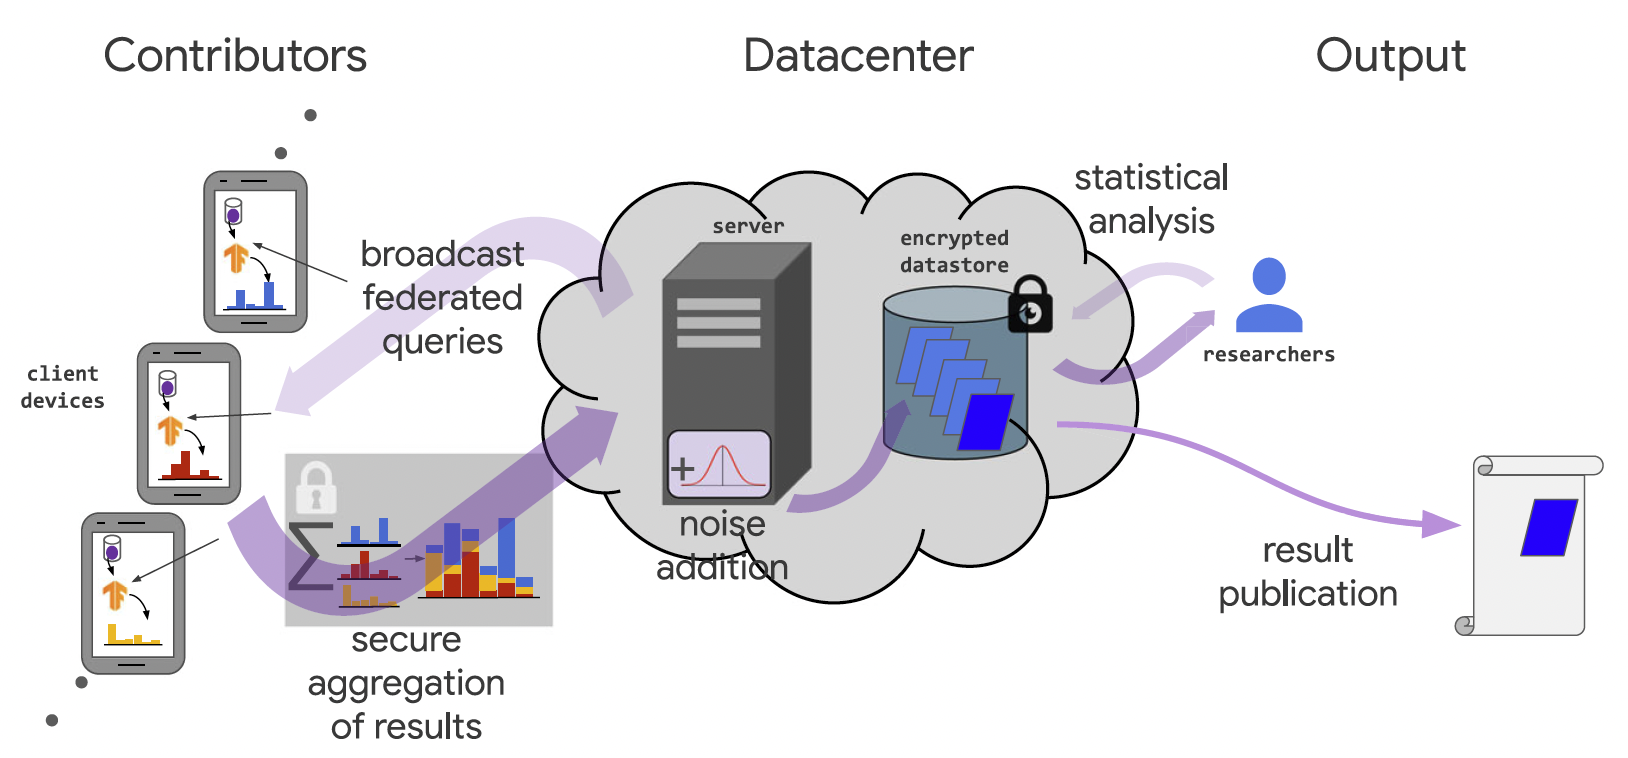 Contributors
Datacenter
Output
statistical
analysis
server
encrypted
datastore
broadcast
federated
queries
researchers
client
devices
+
noise
addition
Σ
result
publication
secure
aggregation
of results